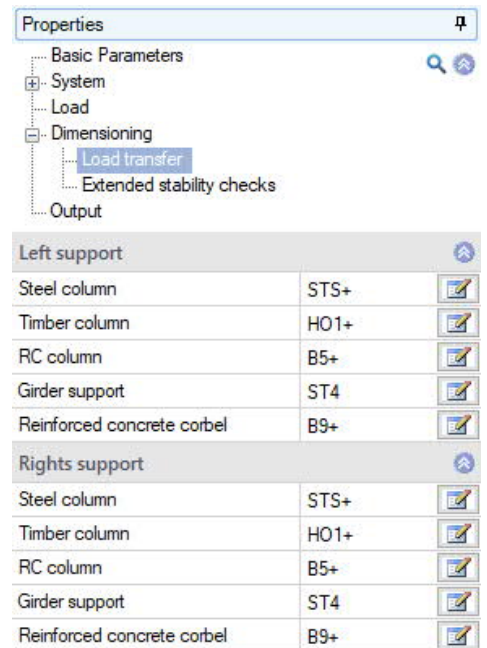 Properties
Basic Parameters
System
Load
Dimensioning
Load transfer
Extended stability checks
Output
Left support
Steel column STS+
Timber column HO1+
RC column B5+
Girder support ST4
Reinforced concrete corbel B9+
Rights support
Steel column STS+
Timber column HO1+
RC column B5+
Girder support ST4
Reinforced concrete corbel B9+